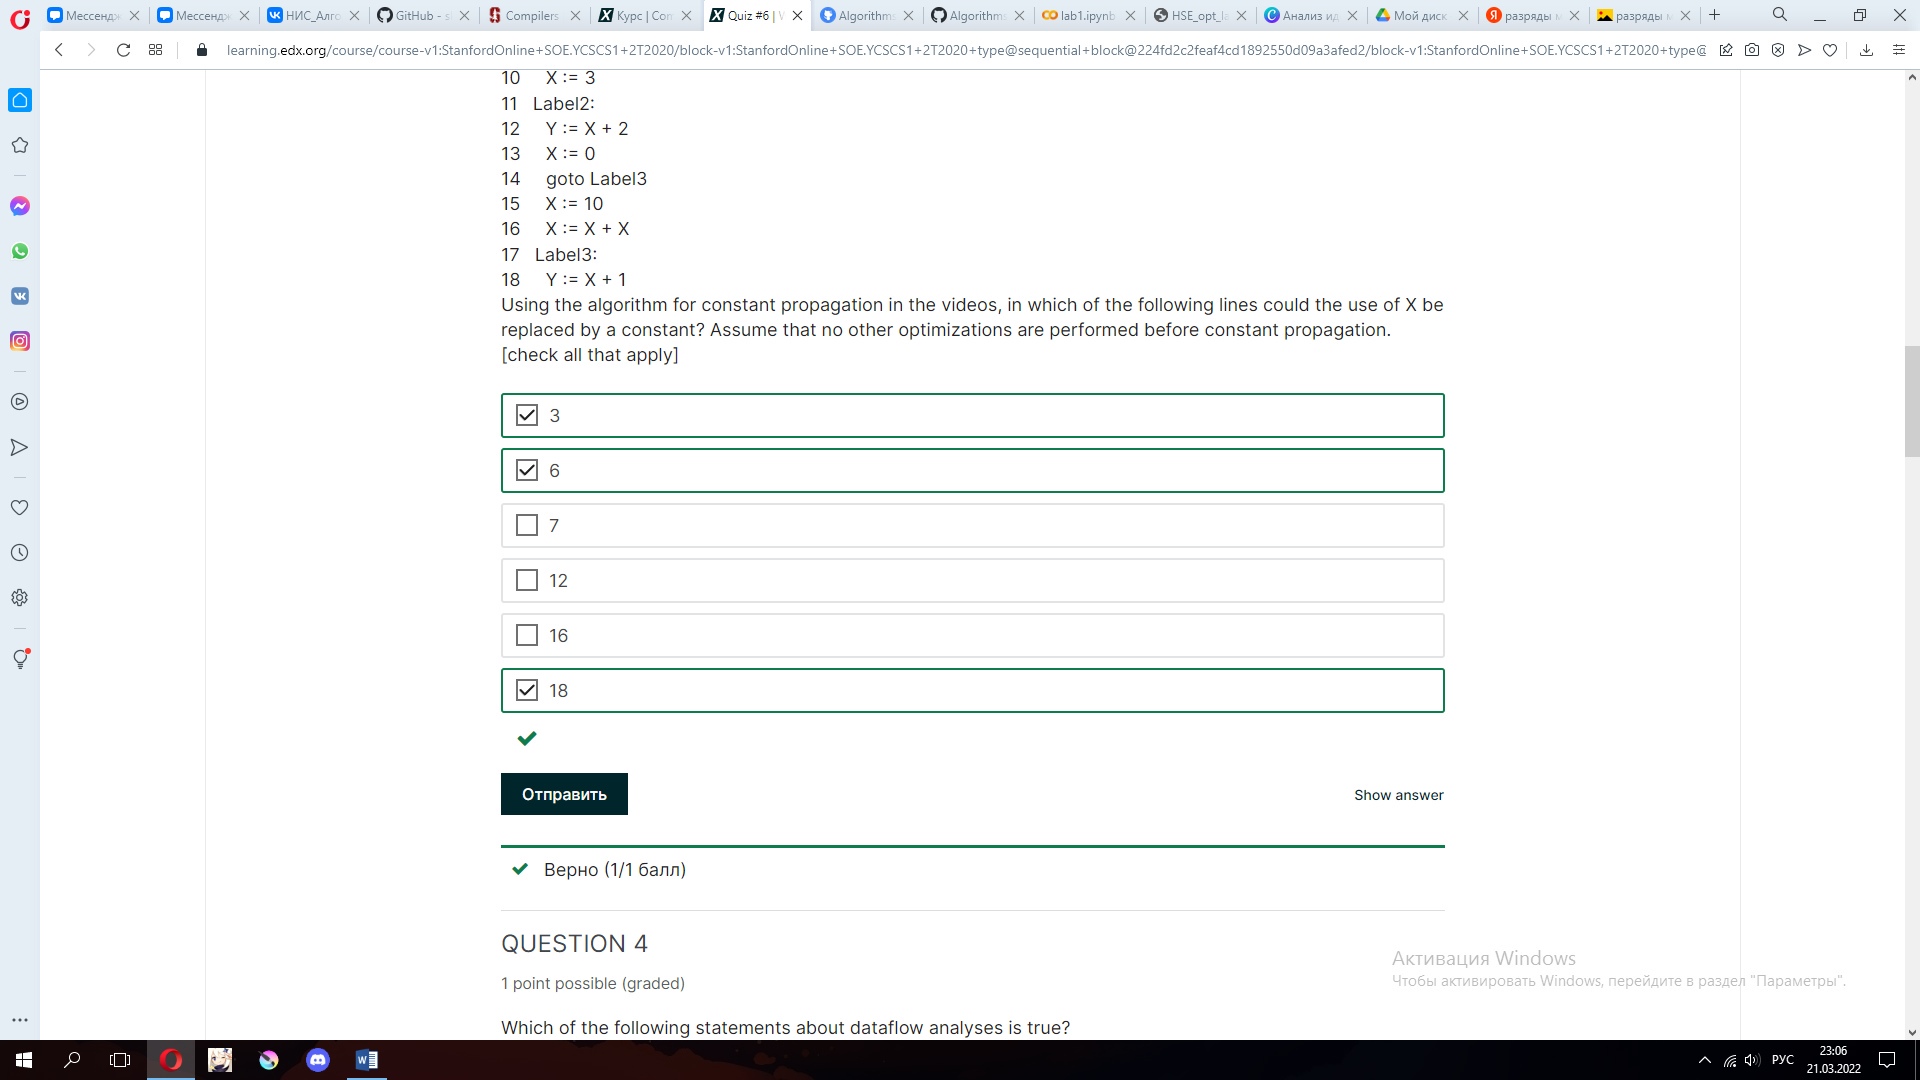 Мессендж
Мессендж
НИС_Алго
GitHub - s
Compilers
Курс | Con
Quiz #6 | W
Algorithms
Algorithms
lab1.ipynb
HSE_opt_la
Анализ ид
Мой диск
разряды м
разряды м
learning.edx.org/course/course-v1:StanfordOnline+SOE.YCSCS1+2T2020/block-v1:StanfordOnline+SOE.YCSCS1+2T2020+type@sequential+block@224fd2c2feaf4cd1892550d09a3afed2/block-v1:StanfordOnline+SOE.YCSCS1+2T2020+type@
10 X := 3
11 Label2:
12 Y := X + 2
13 X := 0
14 goto Label3
15 X := 10
16 X := X + X
17 Label3:
18 Y := X + 1
Using the algorithm for constant propagation in the videos, in which of the following lines could the use of X be
replaced by a constant? Assume that no other optimizations are performed before constant propagation.
[check all that apply]
3
6
7
12
16
18
Отправить
Show answer
Верно (1/1 балл)
QUESTION 4
1 point possible (graded)
Which of the following statements about dataflow analyses is true?
Активация Windows
Чтобы активировать Windows, перейдите в раздел "Параметры".
РУС
23:06
21.03.2022